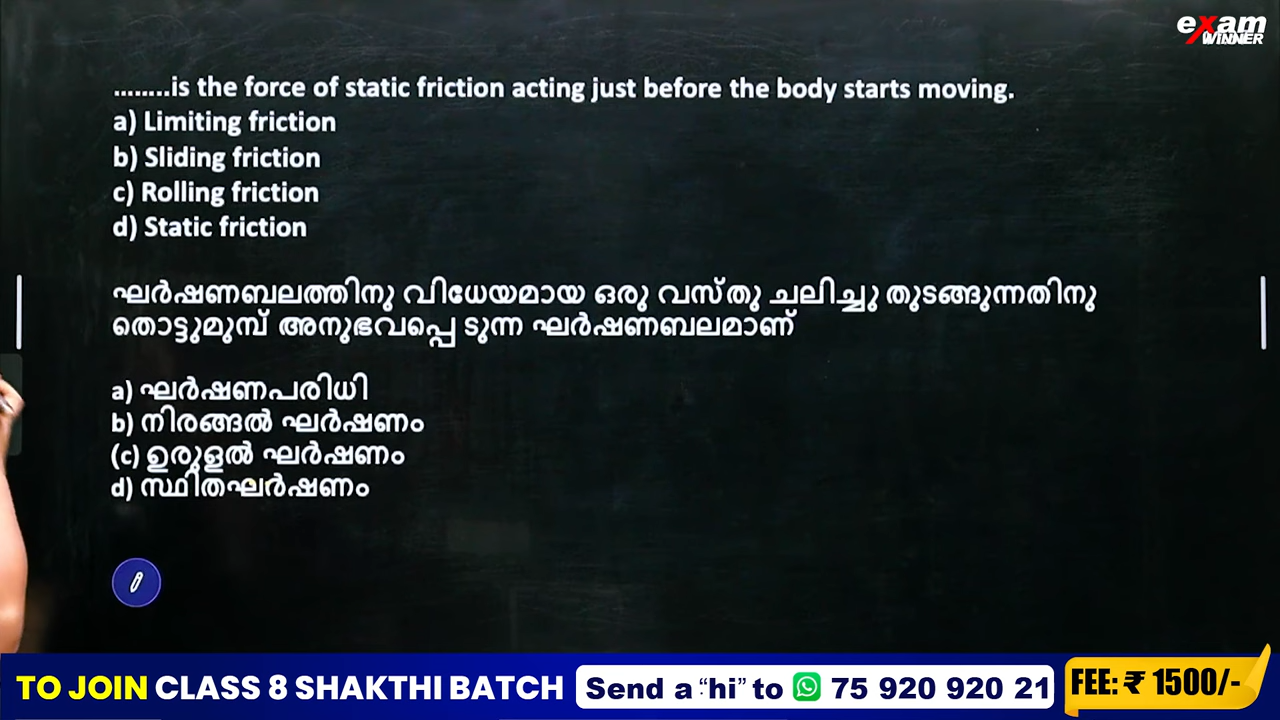 exam
WINNER
........is the force of static friction acting just before the body starts moving.
a) Limiting friction
b) Sliding friction
c) Rolling friction
d) Static friction
ഘർഷണബലത്തിനു വിധേയമായ ഒരു വസ്തു ചലിച്ചു തുടങ്ങുന്നതിനു
തൊട്ടുമുമ്പ് അനുഭവപ്പെ ടുന്ന ഘർഷണബലമാണ്
a) ഘർഷണപരിധി
b) നിരങ്ങൽ ഘർഷണം
(c) ഉരുളൽ ഘർഷണം
d) സ്ഥിതഘർഷണം
TO JOIN CLASS 8 SHAKTHI BATCH Send a “hi” to 75 920 920 21 FEE: ₹ 1500/-